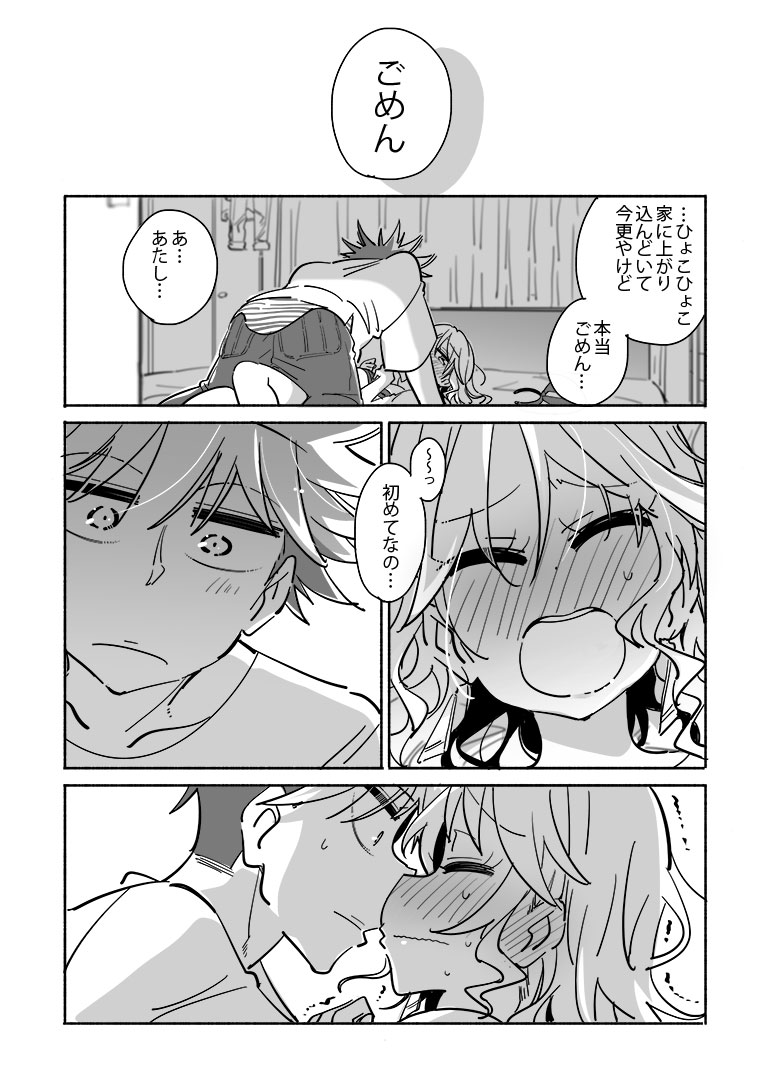 ごめん
…ひょこひょこ
家に上がり
込んどいて
今更やけど
本当
ごめん…
あ…
あたし…
〜〜っ
初めてなの…